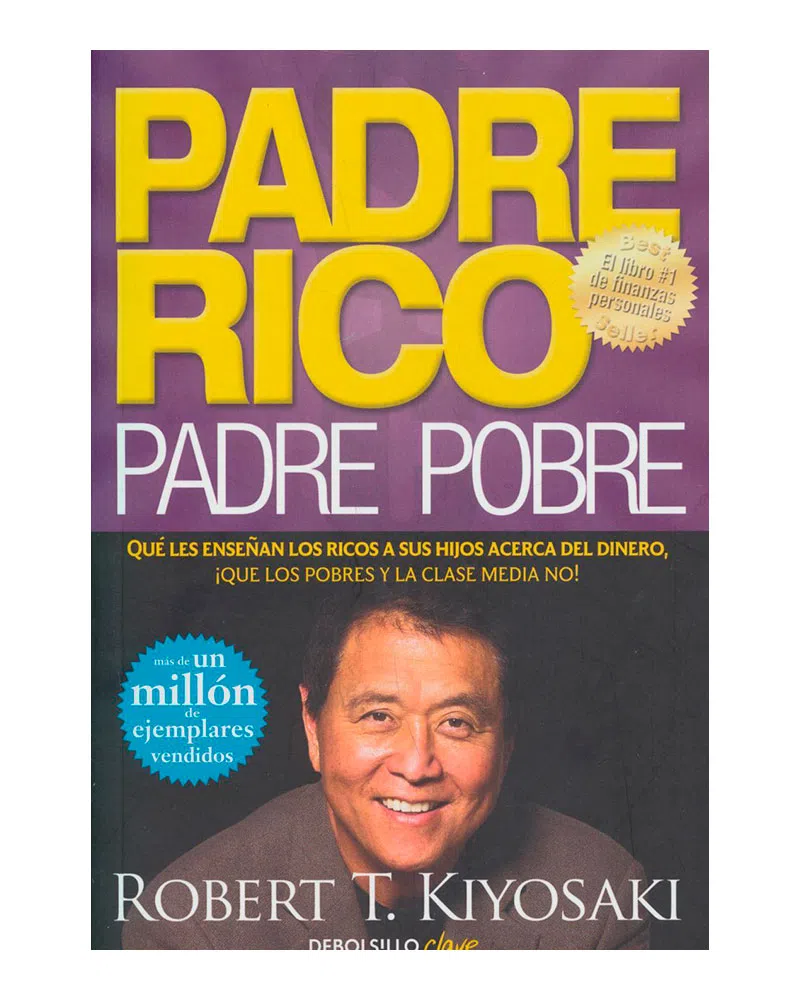 PADRE
RICO
Best
El libro #1
de finanzas
personales
Seller
PADRE POBRE
QUÉ LES ENSEÑAN LOS RICOS A SUS HIJOS ACERCA DEL DINERO,
¡QUE LOS POBRES Y LA CLASE MEDIA NO!
más de un
millón
de
ejemplares
vendidos
ROBERT T. KIYOSAKI
DEBOLS!LLO clave